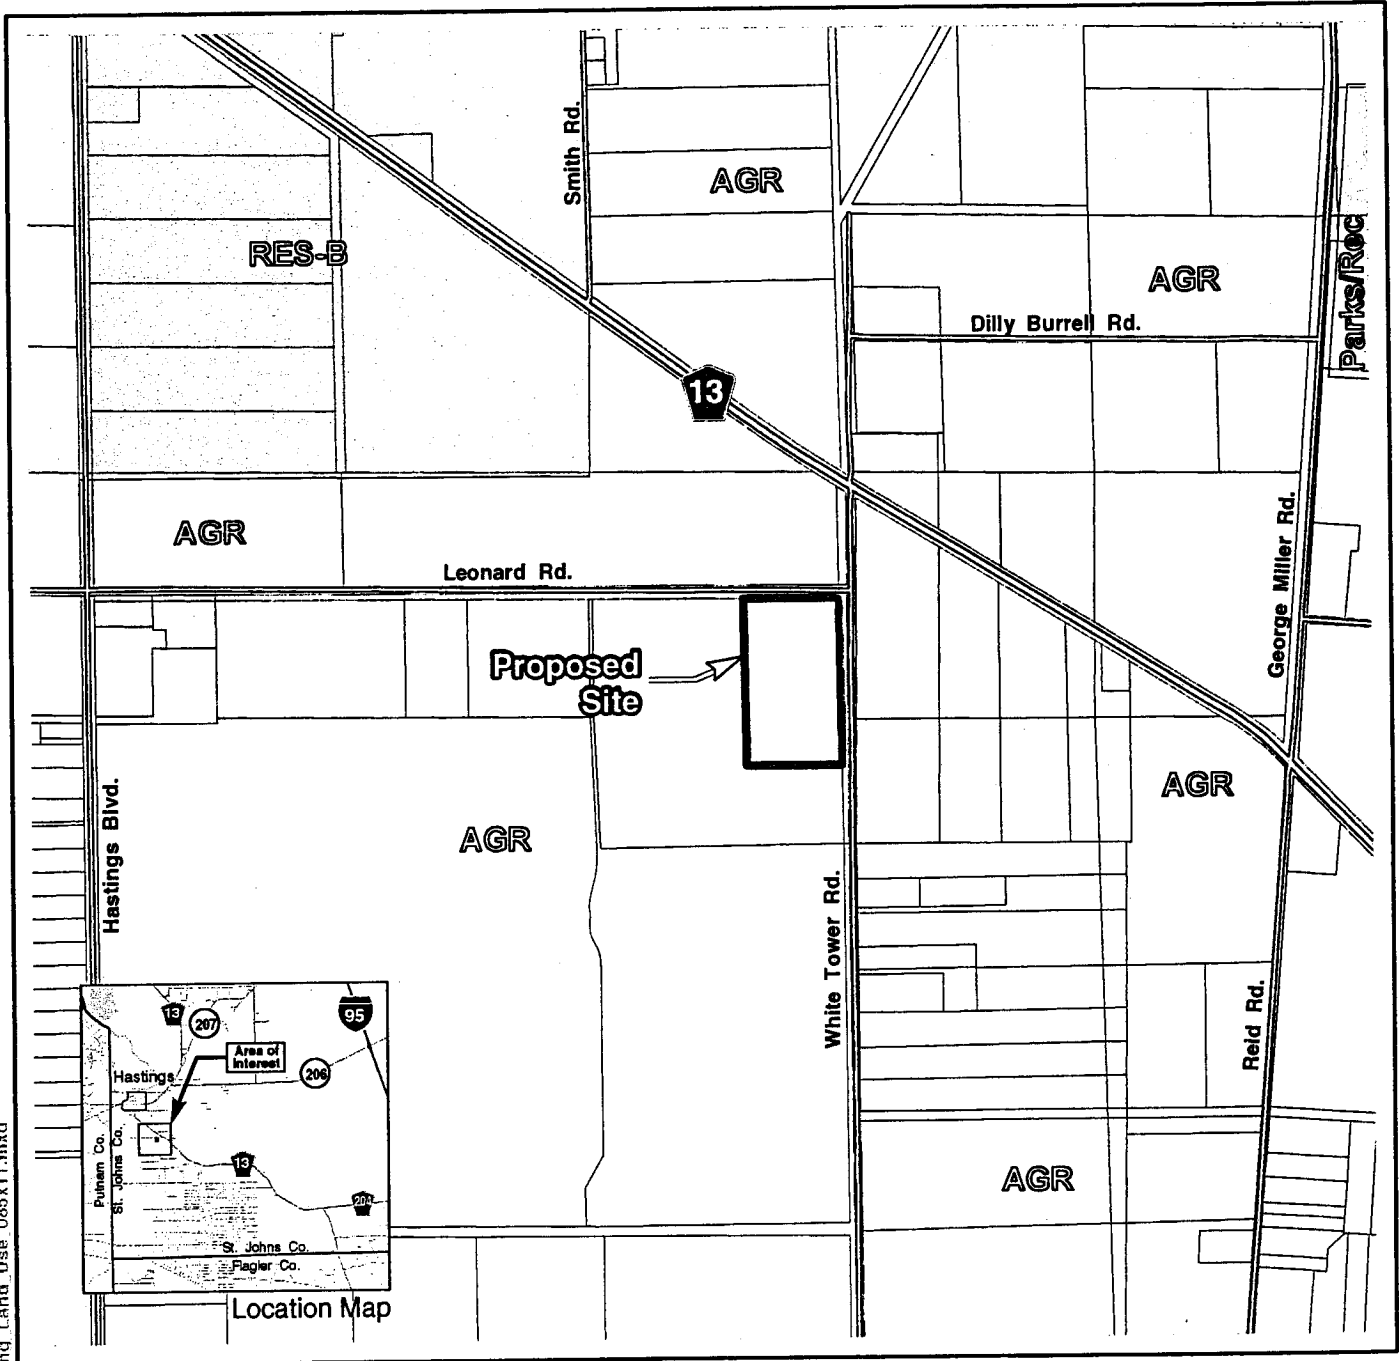 Smith Rd.
AGR
RES-B
AGR
Parks/Rec
Dilly Burrell Rd.
13
AGR
Leonard Rd.
George Miller Rd.
Proposed
Site
AGR
Hastings Blvd.
AGR
White Tower Rd.
Reid Rd.
AGR
13
207
95
Area of
Interest
206
Hastings
Putnam Co.
St. Johns Co.
13
204
St. Johns Co.
Flagler Co.
Location Map